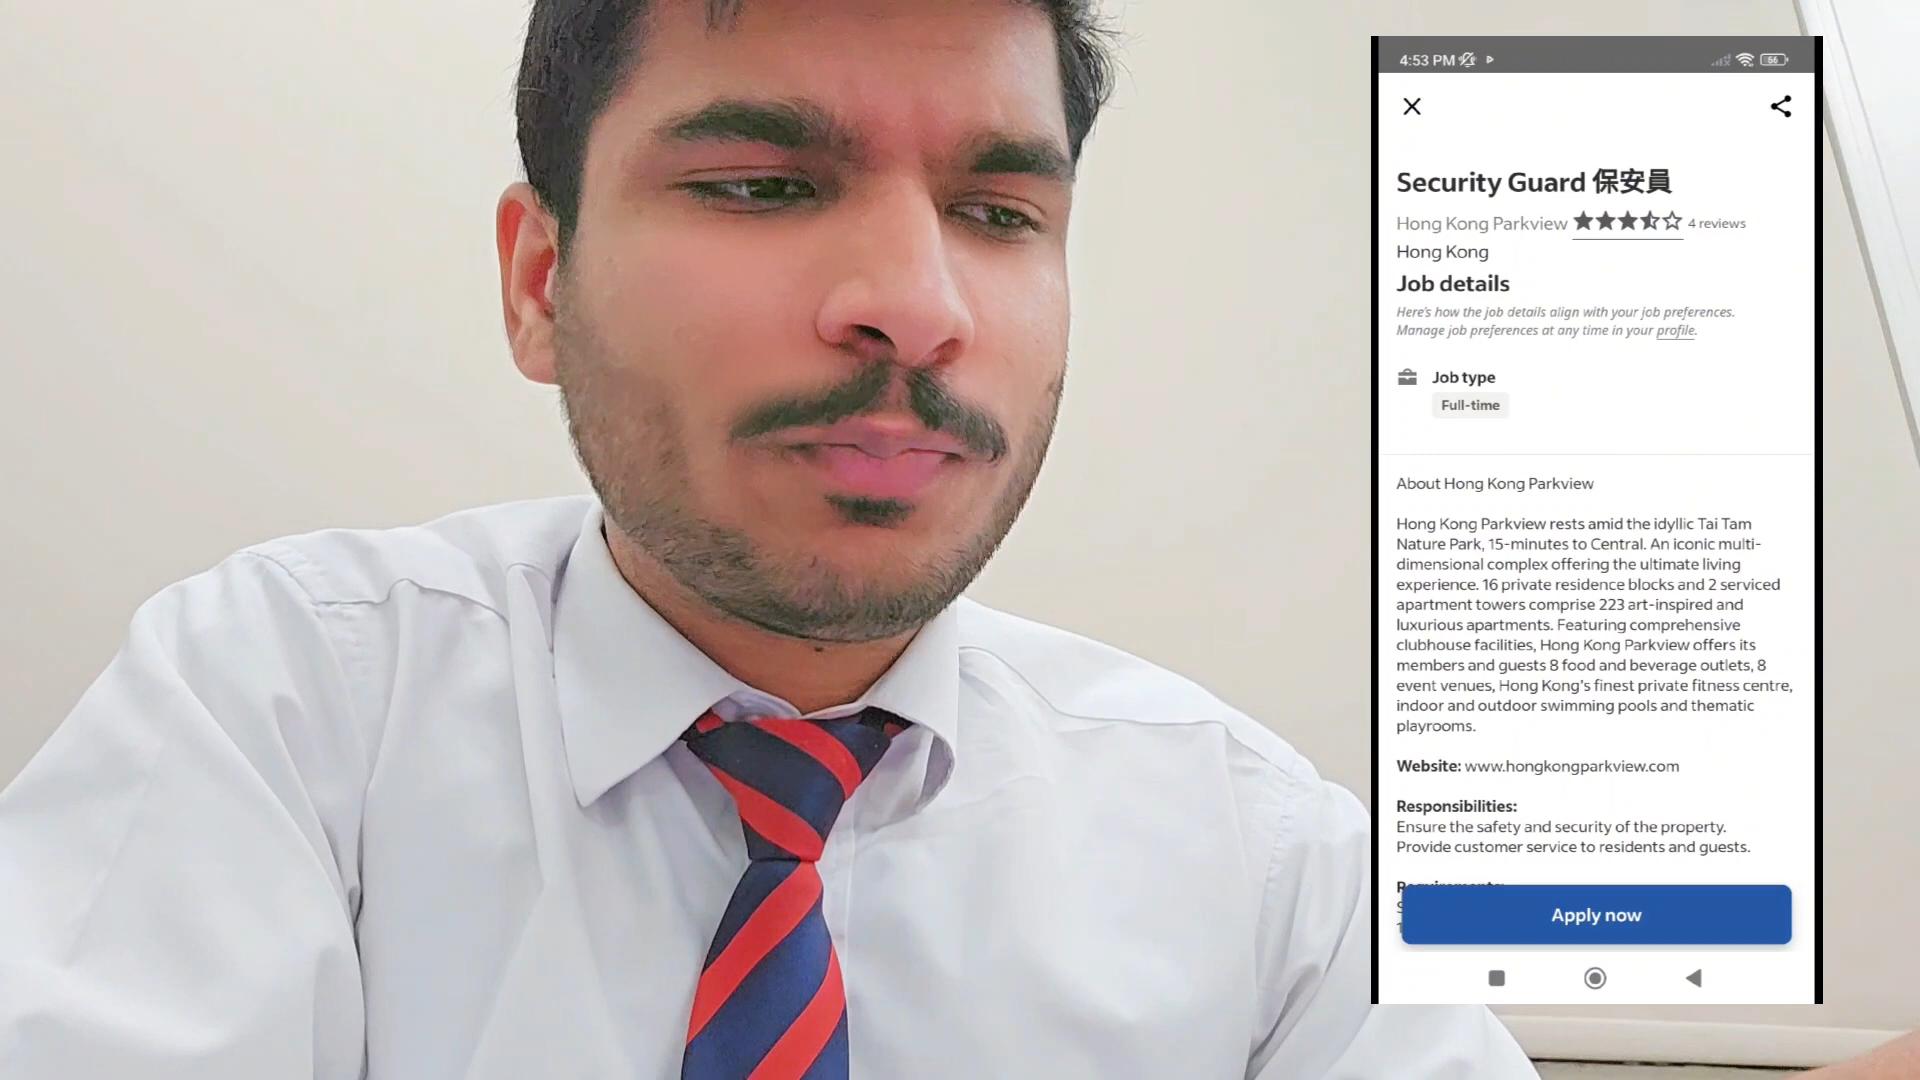 4:53 PM
56
Security Guard 保安員
Hong Kong Parkview 4 reviews
Hong Kong
Job details
Here's how the job details align with your job preferences.
Manage job preferences at any time in your profile.
Job type
Full-time
About Hong Kong Parkview
Hong Kong Parkview rests amid the idyllic Tai Tam
Nature Park, 15-minutes to Central. An iconic multi-
dimensional complex offering the ultimate living
experience. 16 private residence blocks and 2 serviced
apartment towers comprise 223 art-inspired and
luxurious apartments. Featuring comprehensive
clubhouse facilities, Hong Kong Parkview offers its
members and guests 8 food and beverage outlets, 8
event venues, Hong Kong's finest private fitness centre,
indoor and outdoor swimming pools and thematic
playrooms.
Website: www.hongkongparkview.com
Responsibilities:
Ensure the safety and security of the property.
Provide customer service to residents and guests.
Apply now